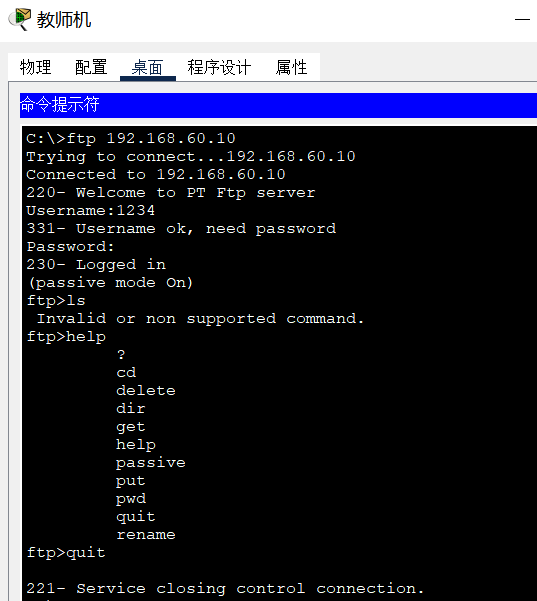 教师机
物理 配置 桌面 程序设计 属性
命令提示符
C:\>ftp 192.168.60.10
Trying to connect...192.168.60.10
Connected to 192.168.60.10
220- Welcome to PT Ftp server
Username:1234
331- Username ok, need password
Password:
230- Logged in
(passive mode On)
ftp>ls
Invalid or non supported command.
ftp>help
?
cd
delete
dir
get
help
passive
put
pwd
quit
rename
ftp>quit
221- Service closing control connection.